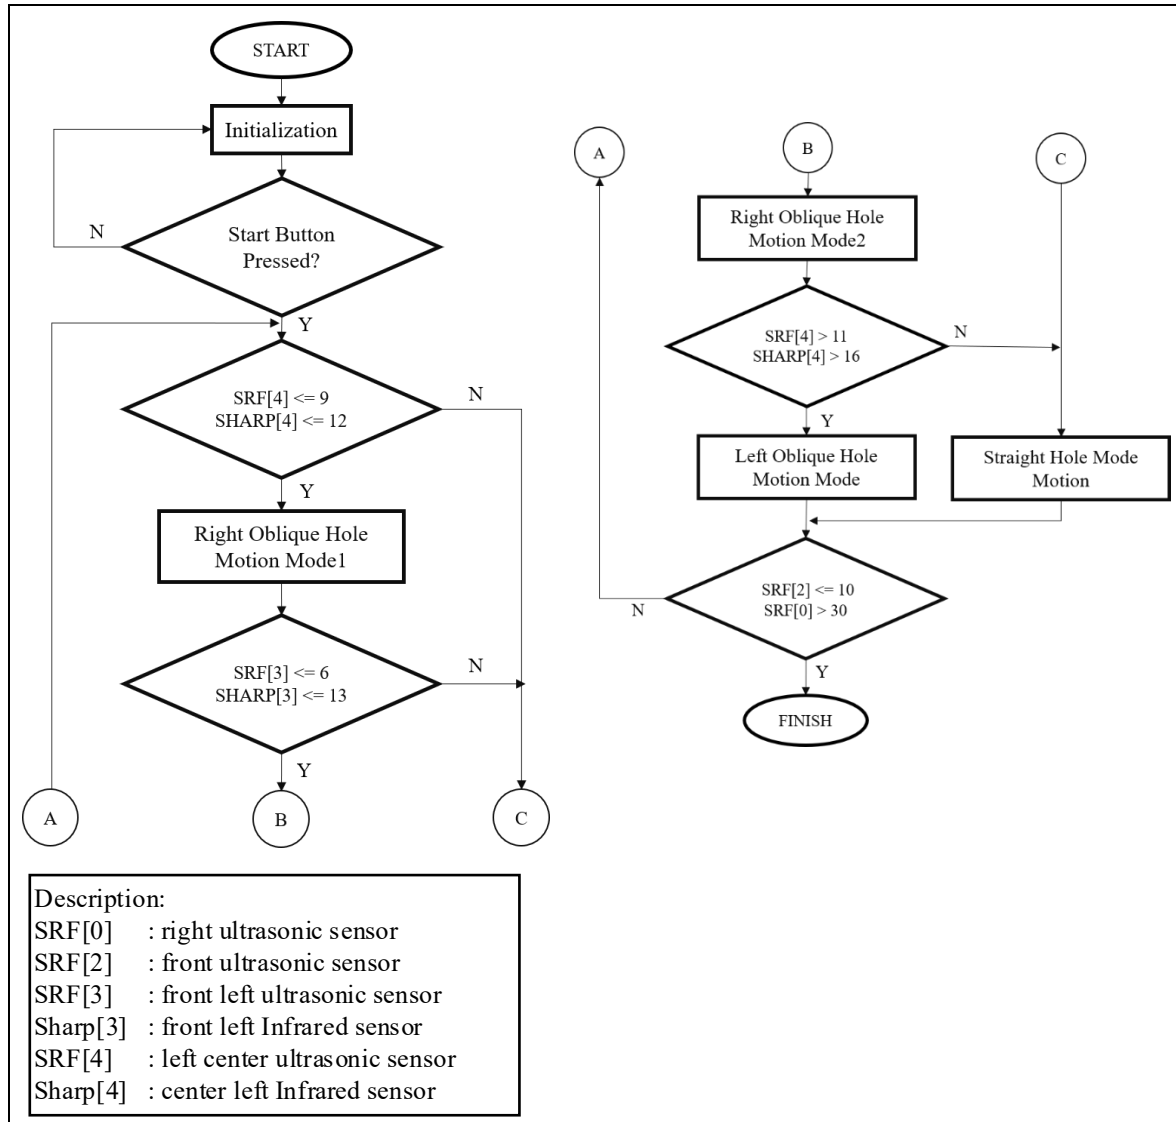 START
Initialization
N
Start Button
Pressed?
Y
SRF[4] <= 9
SHARP[4] <= 12
N
Y
Right Oblique Hole
Motion Mode1
SRF[3] <= 6
SHARP[3] <= 13
N
Y
A
B
C
A
B
C
Right Oblique Hole
Motion Mode2
SRF[4] > 11
SHARP[4] > 16
N
Y
Left Oblique Hole
Motion Mode
Straight Hole Mode
Motion
SRF[2] <= 10
SRF[0] > 30
N
Y
FINISH
Description:
SRF[0] : right ultrasonic sensor
SRF[2] : front ultrasonic sensor
SRF[3] : front left ultrasonic sensor
Sharp[3] : front left Infrared sensor
SRF[4] : left center ultrasonic sensor
Sharp[4] : center left Infrared sensor